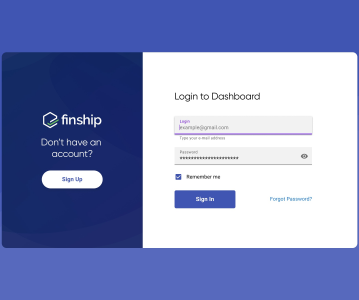 finship
Don't have an
account?
Sign Up
Login to Dashboard
Login
example@gmail.com
Type your e-mail address
Password
**********************
Remember me
Sign In
Forgot Password?